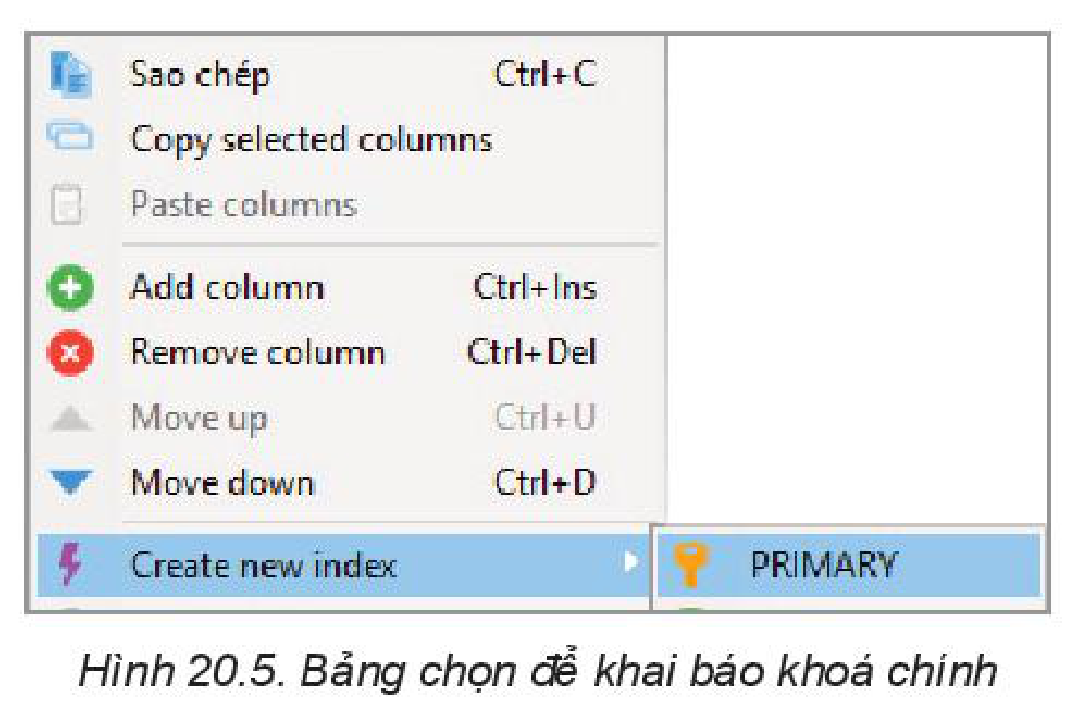 Sao chép Ctrl+C
Copy selected columns
Paste columns
Add column Ctrl+Ins
Remove column Ctrl+Del
Move up Ctrl+U
Move down Ctrl+D
Create new index PRIMARY
Hình 20.5. Bảng chọn để khai báo khoá chính